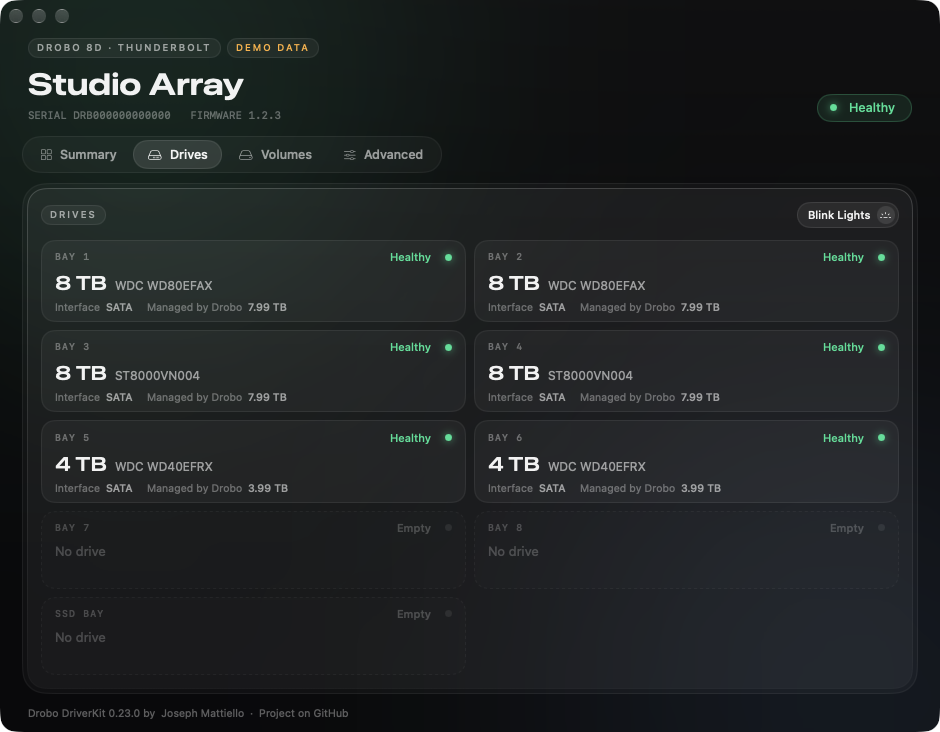 DROBO 8D · THUNDERBOLT DEMO DATA
Studio Array
SERIAL DRB000000000000 FIRMWARE 1.2.3
Healthy
Summary Drives Volumes Advanced
DRIVES
Blink Lights
BAY 1 Healthy
8 TB WDC WD80EFAX
Interface SATA Managed by Drobo 7.99 TB
BAY 2 Healthy
8 TB WDC WD80EFAX
Interface SATA Managed by Drobo 7.99 TB
BAY 3 Healthy
8 TB ST8000VN004
Interface SATA Managed by Drobo 7.99 TB
BAY 4 Healthy
8 TB ST8000VN004
Interface SATA Managed by Drobo 7.99 TB
BAY 5 Healthy
4 TB WDC WD40EFRX
Interface SATA Managed by Drobo 3.99 TB
BAY 6 Healthy
4 TB WDC WD40EFRX
Interface SATA Managed by Drobo 3.99 TB
BAY 7 Empty
No drive
BAY 8 Empty
No drive
SSD BAY Empty
No drive
Drobo DriverKit 0.23.0 by Joseph Mattiello · Project on GitHub